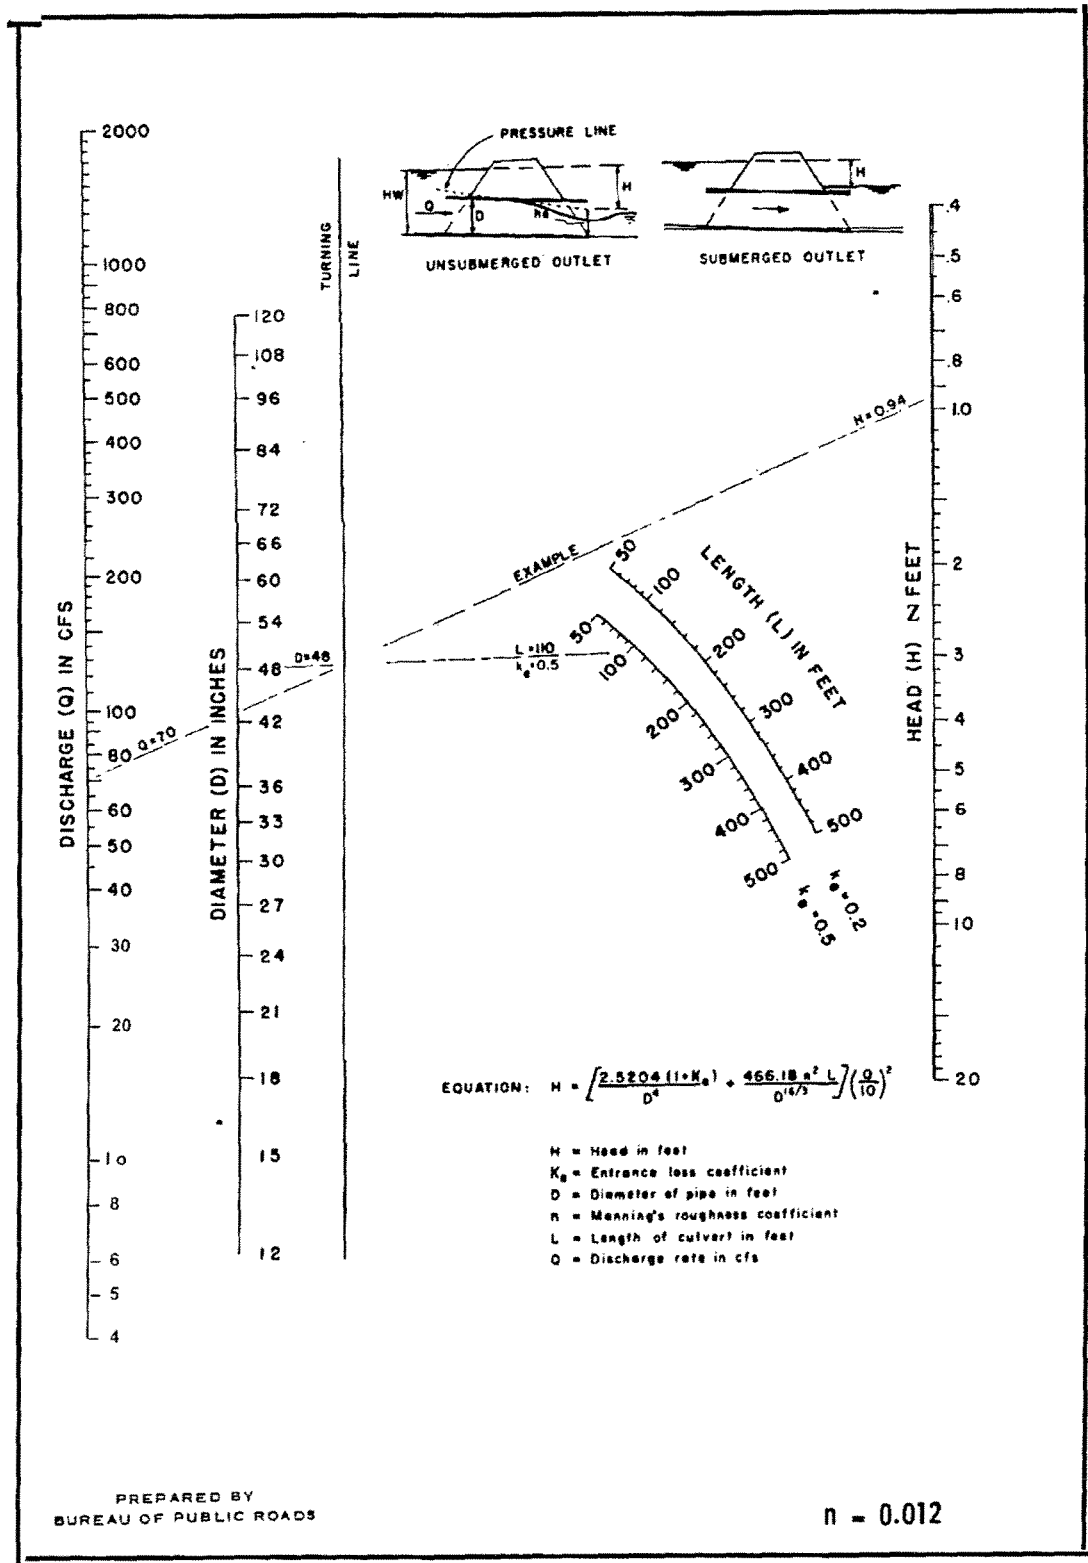 PRESSURE LINE
HW
Q
D
H
UNSUBMERGED OUTLET
H
SUBMERGED OUTLET
TURNING LINE
DISCHARGE (Q) IN CFS
2000
1000
800
600
500
400
300
200
100
80
60
50
40
30
20
10
8
6
5
4
DIAMETER (D) IN INCHES
120
108
96
84
72
66
60
54
48
42
36
33
30
27
24
21
18
15
12
Q=70
D=48
L=110
ke=0.5
EXAMPLE
H=0.94
LENGTH (L) IN FEET
50
100
200
300
400
500
ke=0.2
50
100
200
300
400
500
ke=0.5
HEAD (H) Z FEET
.4
.5
.6
.8
1.0
2
3
4
5
6
8
10
20
EQUATION: H = [2.5204 (1+Ke)/D^4 + 466.18 n^2 L/D^16/3] (Q/10)^2
H = Head in feet
Ke = Entrance loss coefficient
D = Diameter of pipe in feet
n = Manning's roughness coefficient
L = Length of culvert in feet
Q = Discharge rate in cfs
PREPARED BY
BUREAU OF PUBLIC ROADS
n = 0.012